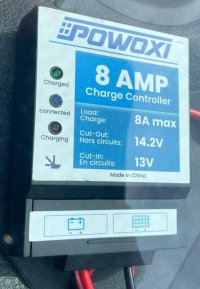 POWOXI
8 AMP
Charge Controller
Charged
connected
Charging
Load:
Charge: 8A max
Cut-Out:
Hors circuits: 14.2V
Cut-In:
En circuits: 13V
Made In China